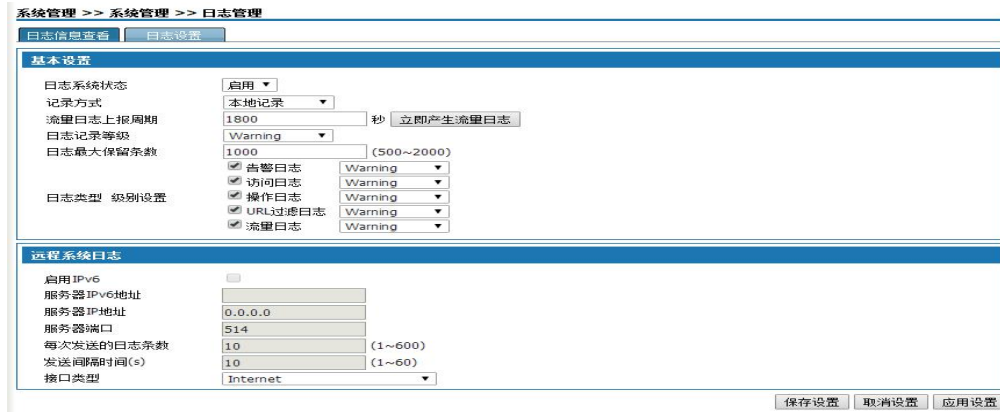 系统管理 >> 系统管理 >> 日志管理
日志信息查看 日志设置
基本设置
日志系统状态 启用
记录方式 本地记录
流量日志上报周期 1800 秒 立即产生流量日志
日志记录等级 Warning
日志最大保留条数 1000 (500~2000)
告警日志 Warning
访问日志 Warning
日志类型 级别设置 操作日志 Warning
URL过滤日志 Warning
流量日志 Warning
远程系统日志
启用IPv6
服务器IPv6地址
服务器IP地址 0.0.0.0
服务器端口 514
每次发送的日志条数 10 (1~600)
发送间隔时间(s) 10 (1~60)
接口类型 Internet
保存设置 取消设置 应用设置